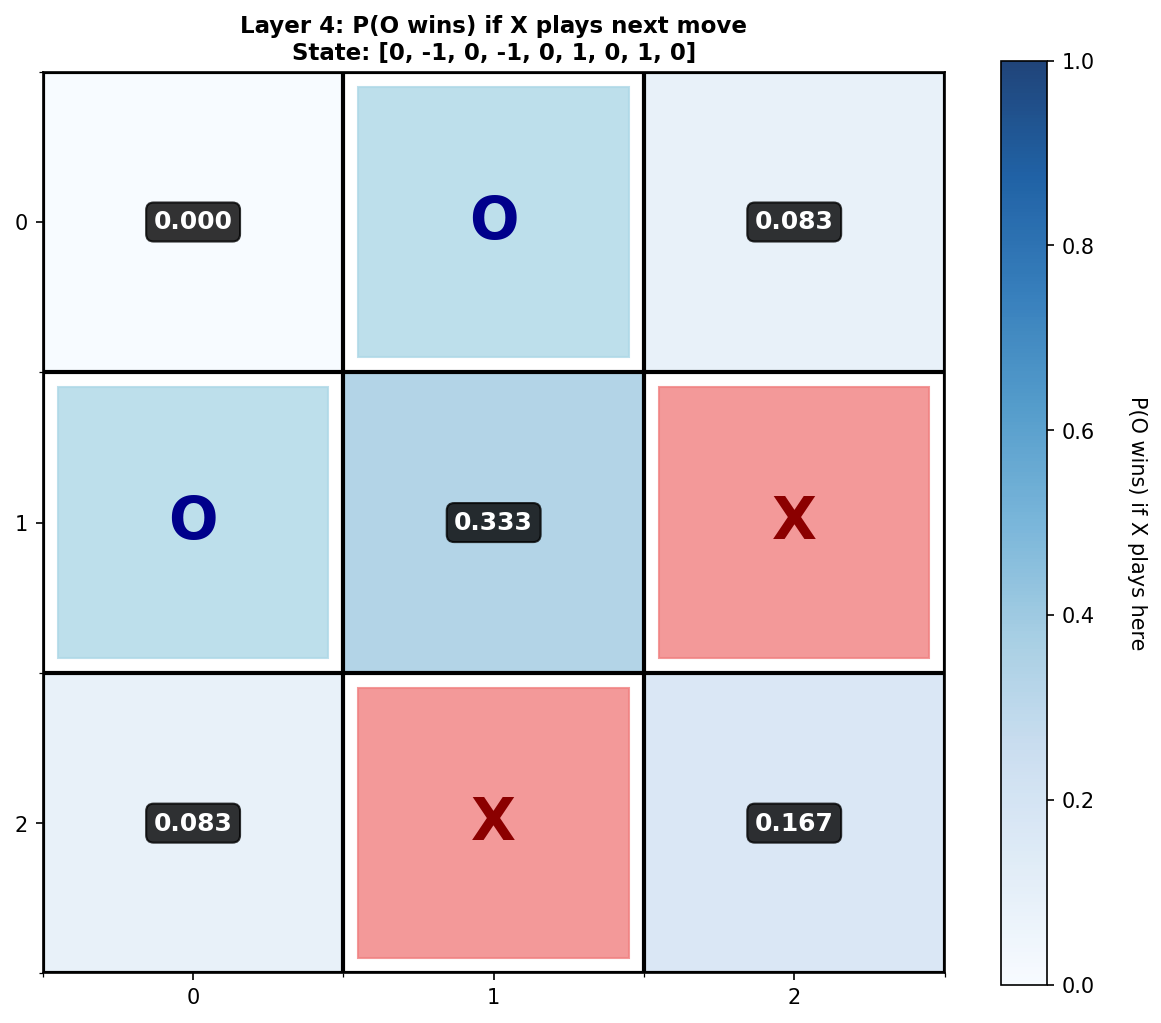 Layer 4: P(O wins) if X plays next move
State: [0, -1, 0, -1, 0, 1, 0, 1, 0]
0
0.000
O
0.083
1
O
0.333
X
2
0.083
X
0.167
0
1
2
1.0
0.8
0.6
0.4
0.2
0.0
P(O wins) if X plays here